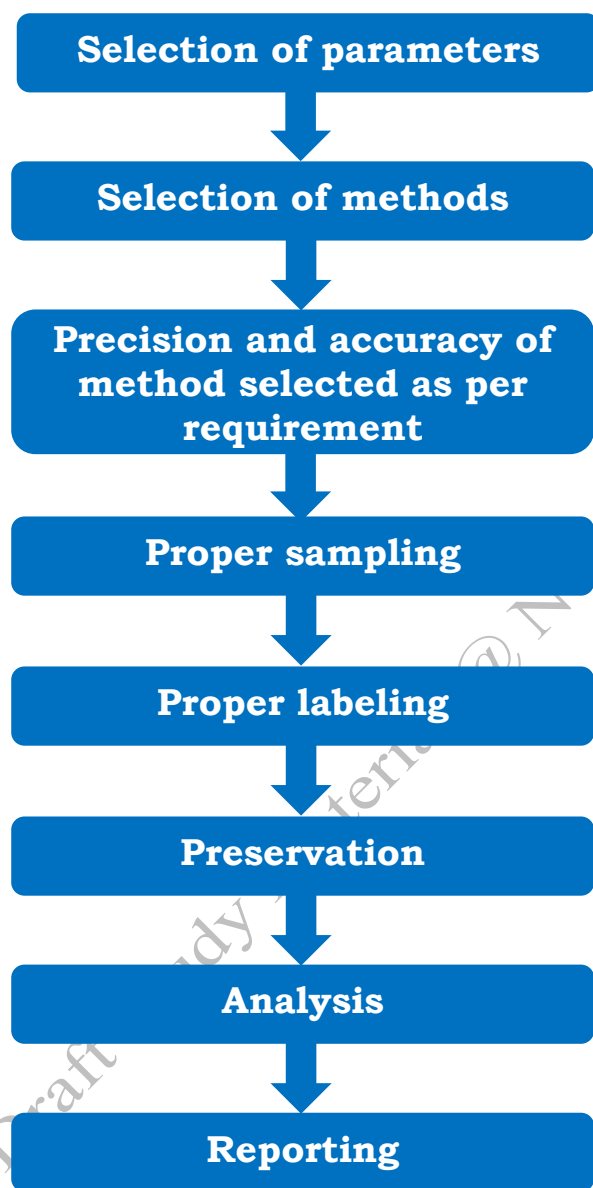 Selection of parameters
Selection of methods
Precision and accuracy of
method selected as per
requirement
Proper sampling
Proper labeling
Preservation
Analysis
Reporting
Draft